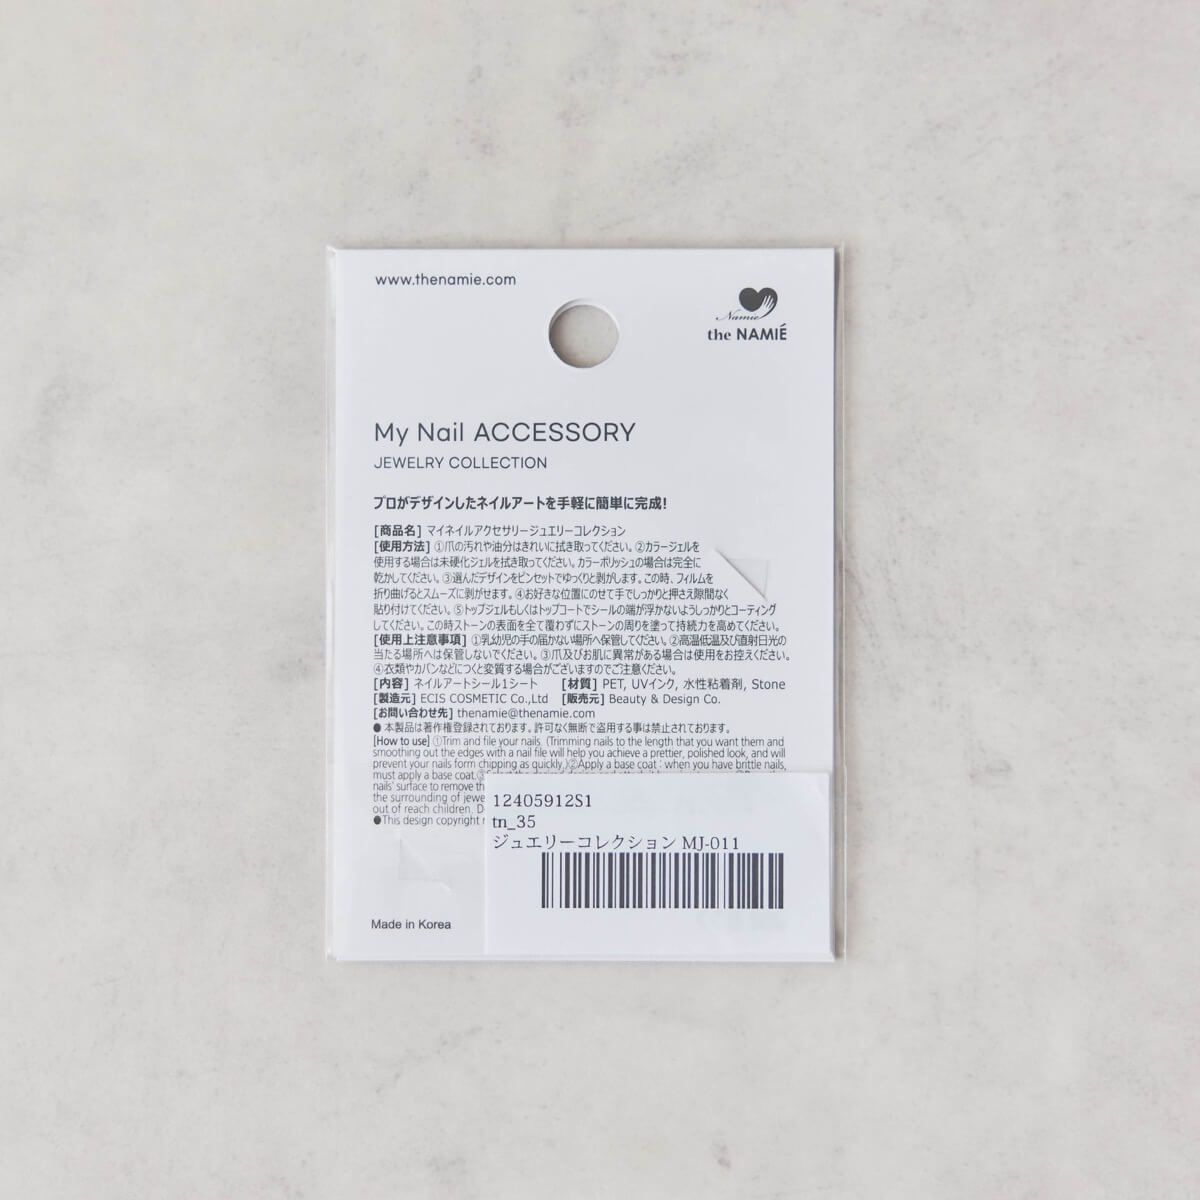 www.thenamie.com
Namie
the NAMIÉ
My Nail ACCESSORY
JEWELRY COLLECTION
プロがデザインしたネイルアートを手軽に簡単に完成!
[商品名] マイネイルアクセサリージュエリーコレクション
[使用方法] ①爪の汚れや油分はきれいに拭き取ってください。②カラージェルを
使用する場合は未硬化ジェルを拭き取ってください。カラーポリッシュの場合は完全に
乾かしてください。③選んだデザインをピンセットでゆっくりと剥がします。この時、フィルムを
折り曲げるとスムーズに剥がせます。④お好きな位置にのせて手でしっかりと押さえ隙間なく
貼り付けてください。⑤トップジェルもしくはトップコートでシールの端が浮かないようしっかりとコーティング
してください。この時ストーンの表面を全て覆わずにストーンの周りを塗って持続力を高めてください。
[使用上注意事項] ①乳幼児の手の届かない場所へ保管してください。②高温低温及び直射日光の
当たる場所へは保管しないでください。③爪及びお肌に異常がある場合は使用をお控えください。
④衣類やカバンなどにつくと変質する場合がございますのでご注意ください。
[内容] ネイルアートシール1シート [材質] PET, UVインク, 水性粘着剤, Stone
[製造元] ECIS COSMETIC Co.,Ltd [販売元] Beauty & Design Co.
[お問い合わせ先] thenamie@thenamie.com
● 本製品は著作権登録されております。許可なく無断で盗用する事は禁止されております。
[How to use] ①Trim and file your nails. (Trimming nails to the length that you want them and
smoothing out the edges with a nail file will help you achieve a prettier, polished look, and will
prevent your nails form chipping as quickly.)②Apply a base coat : when you have brittle nails,
must apply a base coat.
nails' surface to remove
the surrounding of
out of reach children.
●This design copyright
12405912S1
tn_35
ジュエリーコレクション MJ-011
Made in Korea